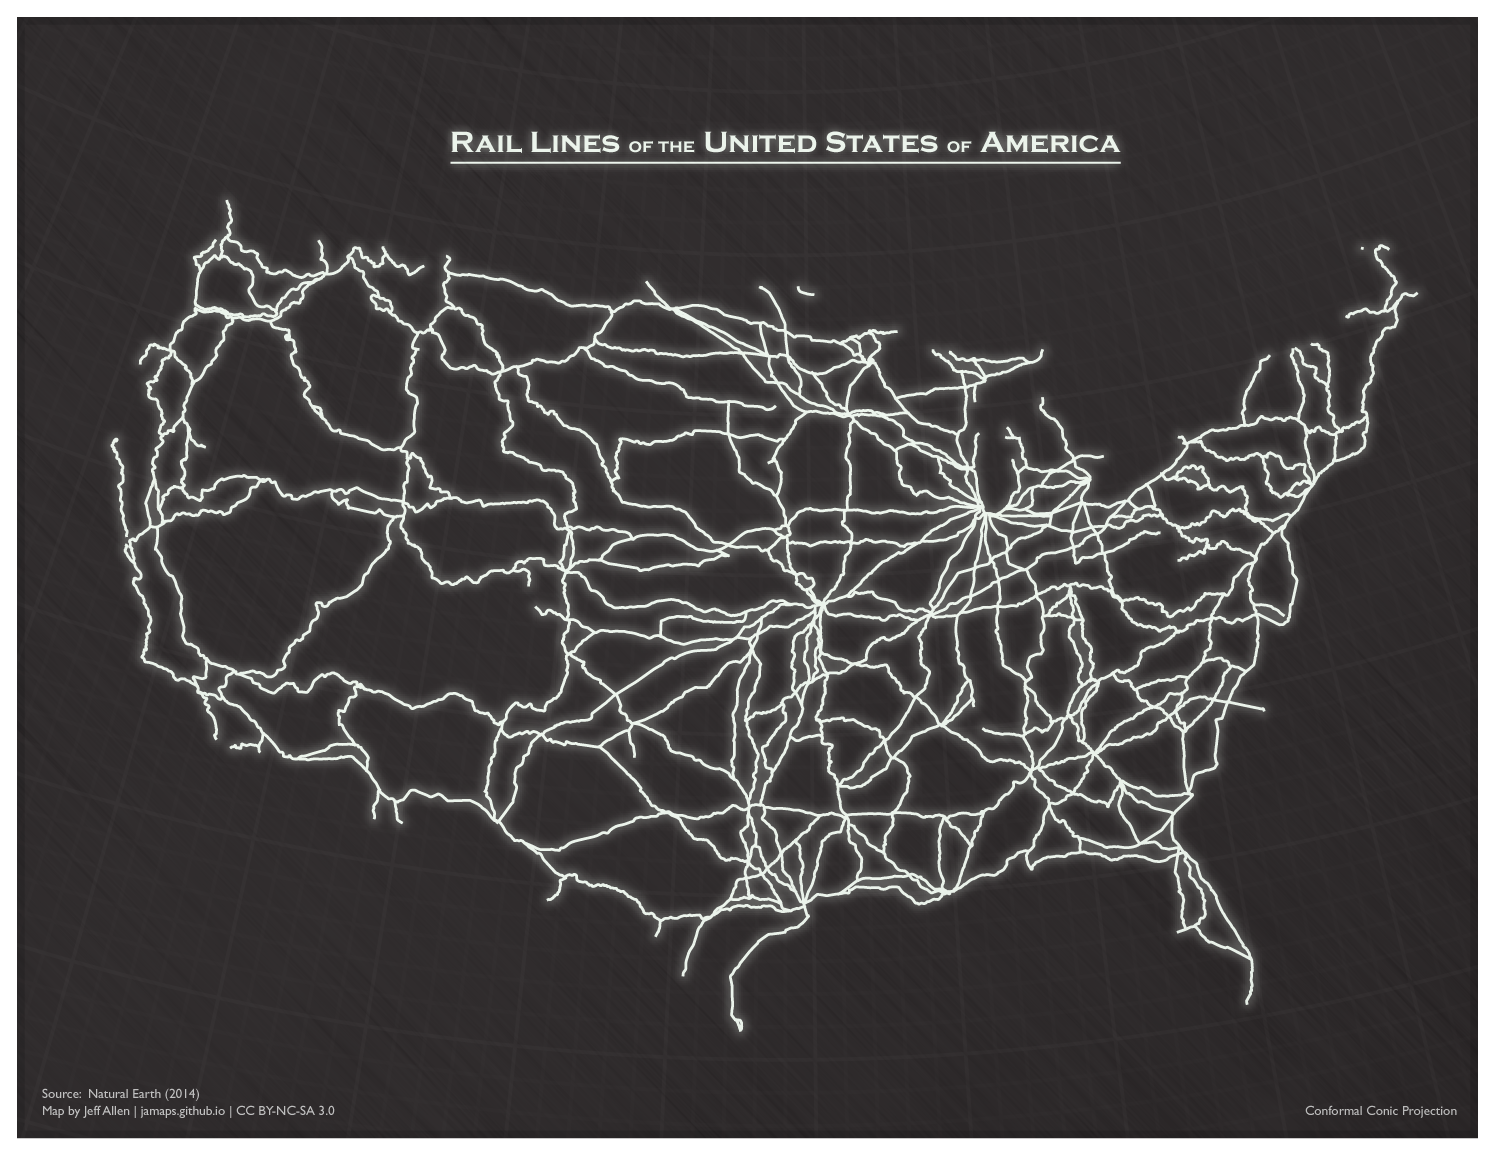 Rail Lines of the United States of America
Source: Natural Earth (2014)
Map by Jeff Allen | jamaps.github.io | CC BY-NC-SA 3.0
Conformal Conic Projection